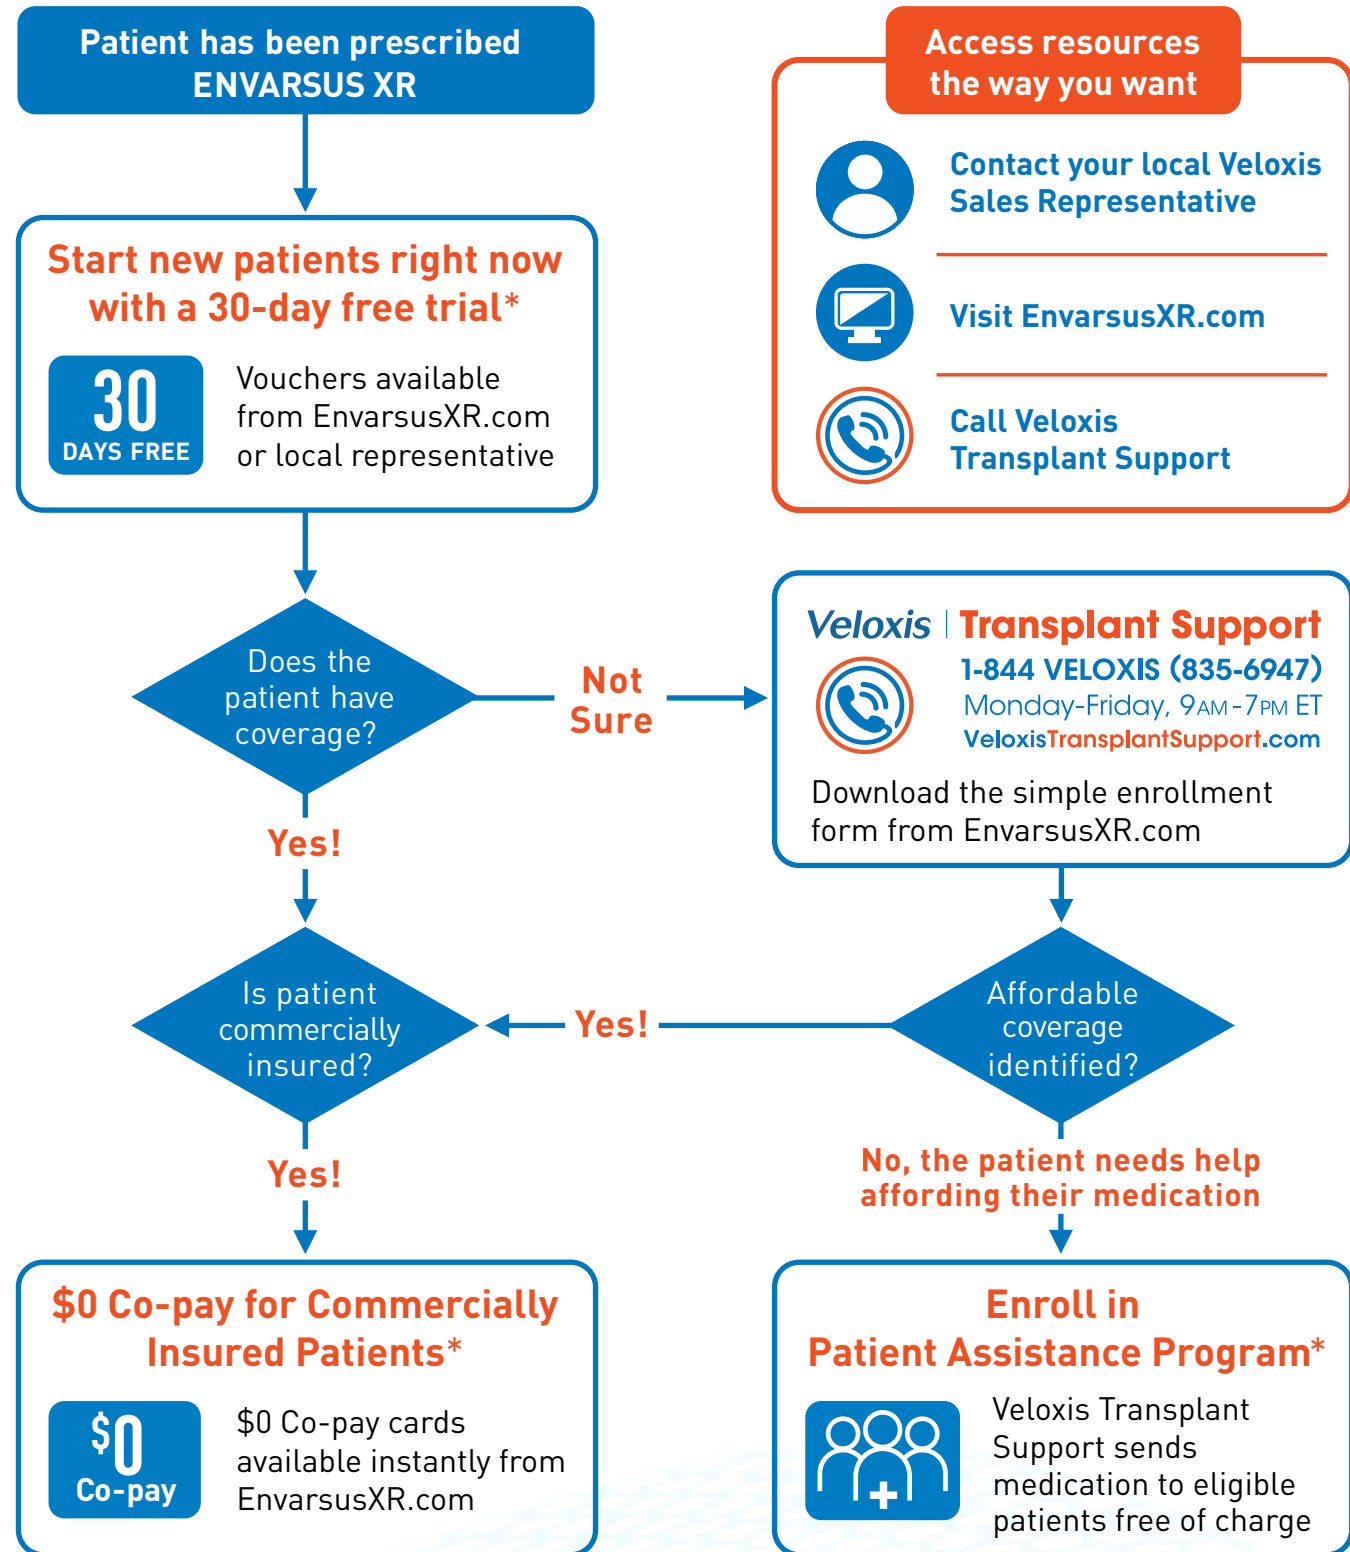 Patient has been prescribed
ENVARSUS XR
Start new patients right now
with a 30-day free trial*
30
DAYS FREE
Vouchers available
from EnvarsusXR.com
or local representative
Access resources
the way you want
Contact your local Veloxis
Sales Representative
Visit EnvarsusXR.com
Call Veloxis
Transplant Support
Does the
patient have
coverage?
Not
Sure
Veloxis | Transplant Support
1-844 VELOXIS (835-6947)
Monday-Friday, 9AM-7PM ET
VeloxisTransplantSupport.com
Download the simple enrollment
form from EnvarsusXR.com
Yes!
Is patient
commercially
insured?
Yes!
Affordable
coverage
identified?
Yes!
No, the patient needs help
affording their medication
$0 Co-pay for Commercially
Insured Patients*
$0
Co-pay
$0 Co-pay cards
available instantly from
EnvarsusXR.com
Enroll in
Patient Assistance Program*
Veloxis Transplant
Support sends
medication to eligible
patients free of charge